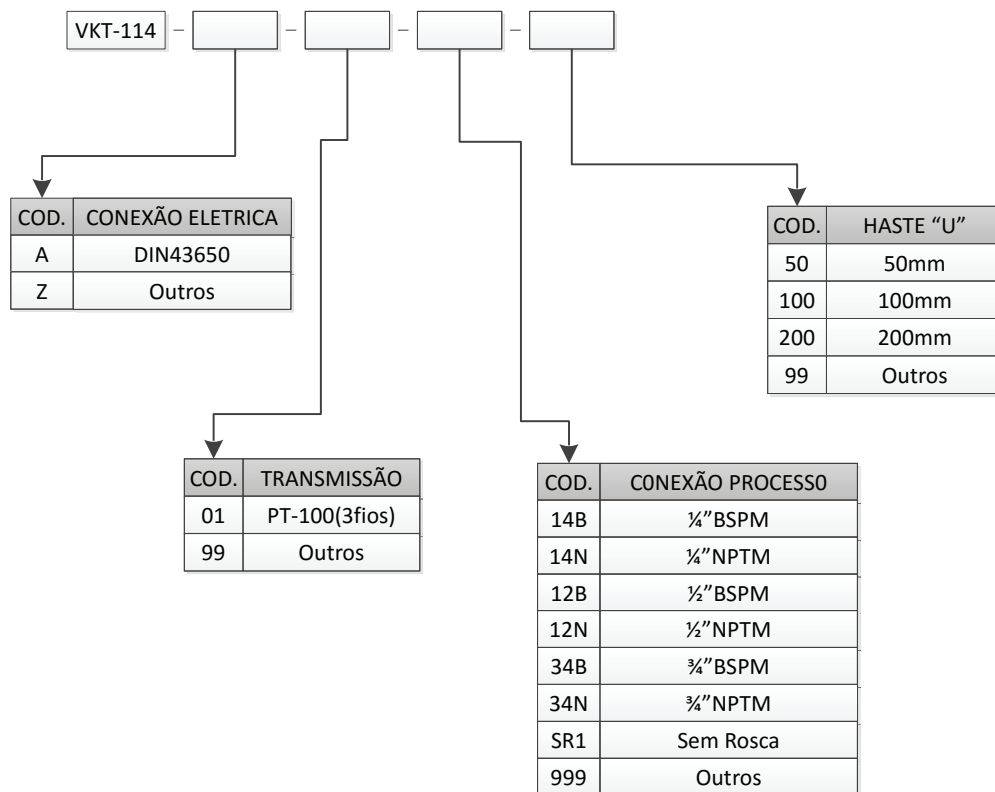 VKT-114 - - - -
COD. CONEXÃO ELETRICA
A DIN43650
Z Outros
COD. HASTE “U”
50 50mm
100 100mm
200 200mm
99 Outros
COD. TRANSMISSÃO
01 PT-100(3fios)
99 Outros
COD. C0NEXÃO PROCESS0
14B ¼”BSPM
14N ¼”NPTM
12B ½”BSPM
12N ½”NPTM
34B ¾”BSPM
34N ¾”NPTM
SR1 Sem Rosca
999 Outros